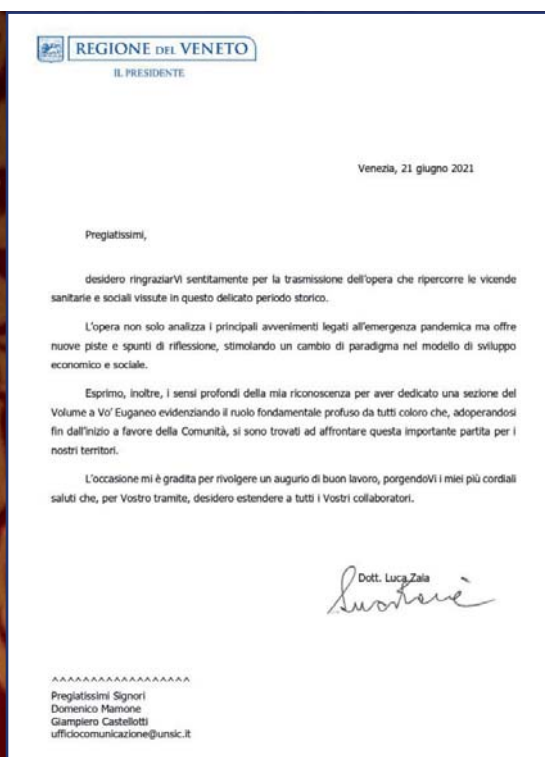 REGIONE DEL VENETO
IL PRESIDENTE
Venezia, 21 giugno 2021
Pregiatissimi,
desidero ringraziarVi sentitamente per la trasmissione dell'opera che ripercorre le vicende
sanitarie e sociali vissute in questo delicato periodo storico.
L'opera non solo analizza i principali avvenimenti legati all'emergenza pandemica ma offre
nuove piste e spunti di riflessione, stimolando un cambio di paradigma nel modello di sviluppo
economico e sociale.
Esprimo, inoltre, i sensi profondi della mia riconoscenza per aver dedicato una sezione del
Volume a Vo' Euganeo evidenziando il ruolo fondamentale profuso da tutti coloro che, adoperandosi
fin dall'inizio a favore della Comunità, si sono trovati ad affrontare questa importante partita per i
nostri territori.
L'occasione mi è gradita per rivolgere un augurio di buon lavoro, porgendoVi i miei più cordiali
saluti che, per Vostro tramite, desidero estendere a tutti i Vostri collaboratori.
Dott. Luca Zaia
^^^^^^^^^^^^^^^^^^
Pregiatissimi Signori
Domenico Mamone
Giampiero Castellotti
ufficiocomunicazione@unsic.it